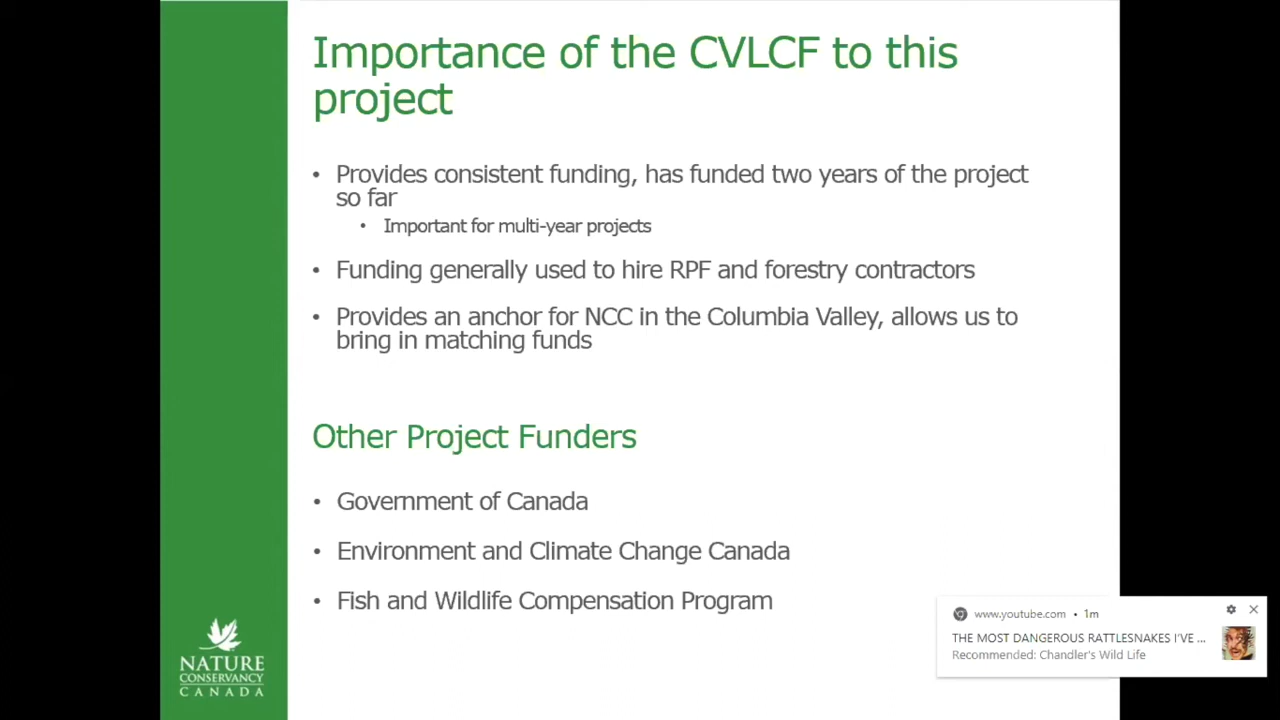 Importance of the CVLCF to this
project
• Provides consistent funding, has funded two years of the project
so far
• Important for multi-year projects
• Funding generally used to hire RPF and forestry contractors
• Provides an anchor for NCC in the Columbia Valley, allows us to
bring in matching funds
Other Project Funders
• Government of Canada
• Environment and Climate Change Canada
• Fish and Wildlife Compensation Program
NATURE
CONSERVANCY
CANADA
www.youtube.com • 1m
THE MOST DANGEROUS RATTLESNAKES I'VE ...
Recommended: Chandler's Wild Life